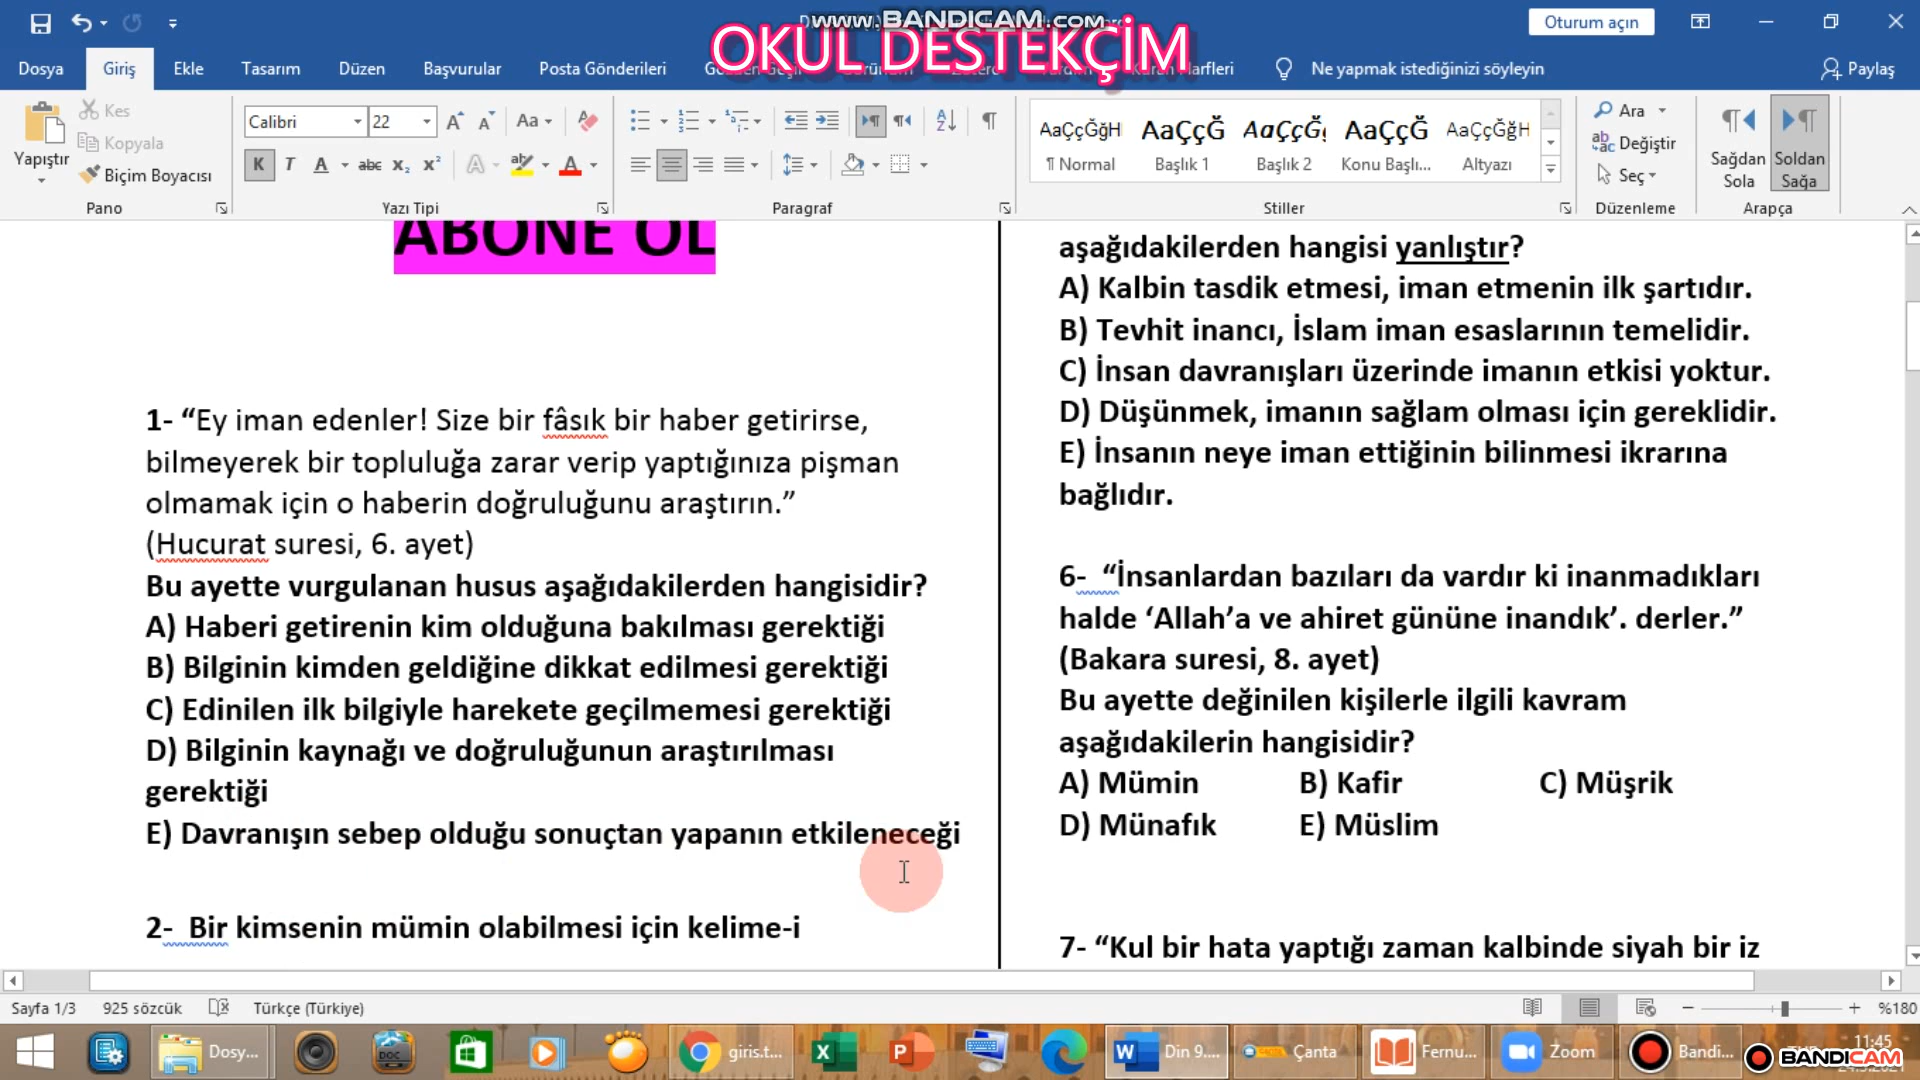 www.BANDICAM.com
OKUL DESTEKÇİM
Oturum açın
Dosya Giriş Ekle Tasarım Düzen Başvurular Posta Gönderileri
Ne yapmak istediğinizi söyleyin
Paylaş
Yapıştır
Kes
Kopyala
Biçim Boyacısı
Pano
Calibri 22
Yazı Tipi
Paragraf
AaÇçĞğH AaÇçĞ AaÇçĞ AaÇçĞ AaÇçĞğH
¶ Normal Başlık 1 Başlık 2 Konu Başlı... Altyazı
Stiller
Ara
Değiştir
Seç
Düzenleme
Sağdan Sola
Soldan Sağa
Arapça
ABONE OL
1- “Ey iman edenler! Size bir fâsık bir haber getirirse,
bilmeyerek bir topluluğa zarar verip yaptığınıza pişman
olmamak için o haberin doğruluğunu araştırın.”
(Hucurat suresi, 6. ayet)
Bu ayette vurgulanan husus aşağıdakilerden hangisidir?
A) Haberi getirenin kim olduğuna bakılması gerektiği
B) Bilginin kimden geldiğine dikkat edilmesi gerektiği
C) Edinilen ilk bilgiyle harekete geçilmemesi gerektiği
D) Bilginin kaynağı ve doğruluğunun araştırılması
gerektiği
E) Davranışın sebep olduğu sonuçtan yapanın etkileneceği
2- Bir kimsenin mümin olabilmesi için kelime-i
aşağıdakilerden hangisi yanlıştır?
A) Kalbin tasdik etmesi, iman etmenin ilk şartıdır.
B) Tevhit inancı, İslam iman esaslarının temelidir.
C) İnsan davranışları üzerinde imanın etkisi yoktur.
D) Düşünmek, imanın sağlam olması için gereklidir.
E) İnsanın neye iman ettiğinin bilinmesi ikrarına
bağlıdır.
6- “İnsanlardan bazıları da vardır ki inanmadıkları
halde ‘Allah’a ve ahiret gününe inandık’. derler.”
(Bakara suresi, 8. ayet)
Bu ayette değinilen kişilerle ilgili kavram
aşağıdakilerin hangisidir?
A) Mümin B) Kafir C) Müşrik
D) Münafık E) Müslim
7- “Kul bir hata yaptığı zaman kalbinde siyah bir iz
Sayfa 1/3 925 sözcük Türkçe (Türkiye)
%180
Dosy... giris.t... Din 9.... Çanta Fernu... Zoom Bandi...
11:45
BANDICAM